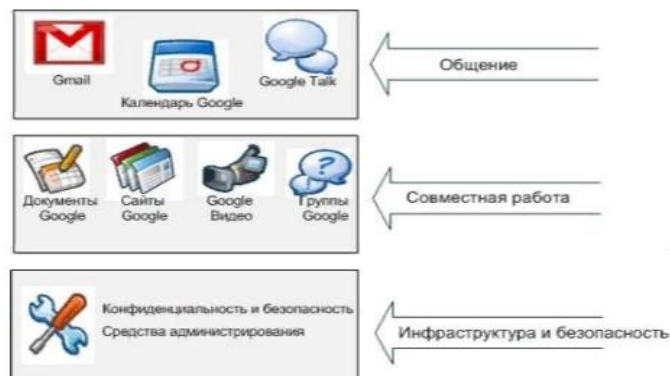 Gmail
Календарь Google
Google Talk
Общение
Документы
Google
Сайты
Google
Google
Видео
Группы
Google
Совместная работа
Конфиденциальность и безопасность
Средства администрирования
Инфраструктура и безопасность